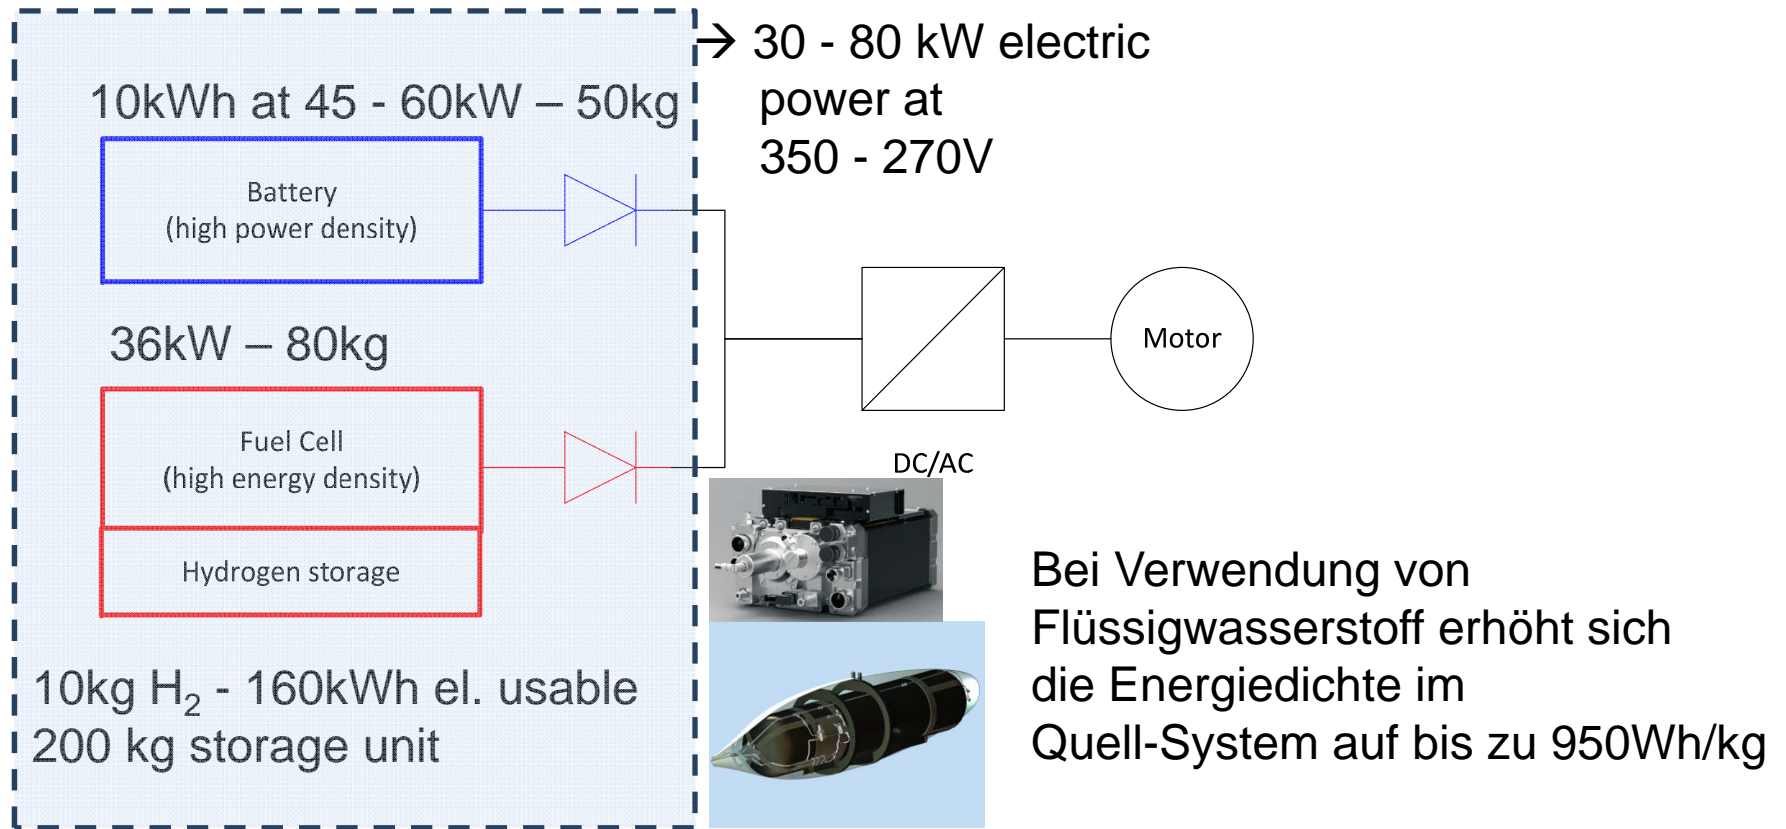 → 30 - 80 kW electric
power at
350 - 270V
10kWh at 45 - 60kW – 50kg
Battery
(high power density)
36kW – 80kg
Fuel Cell
(high energy density)
Hydrogen storage
10kg H₂ - 160kWh el. usable
200 kg storage unit
DC/AC
Motor
Bei Verwendung von
Flüssigwasserstoff erhöht sich
die Energiedichte im
Quell-System auf bis zu 950Wh/kg